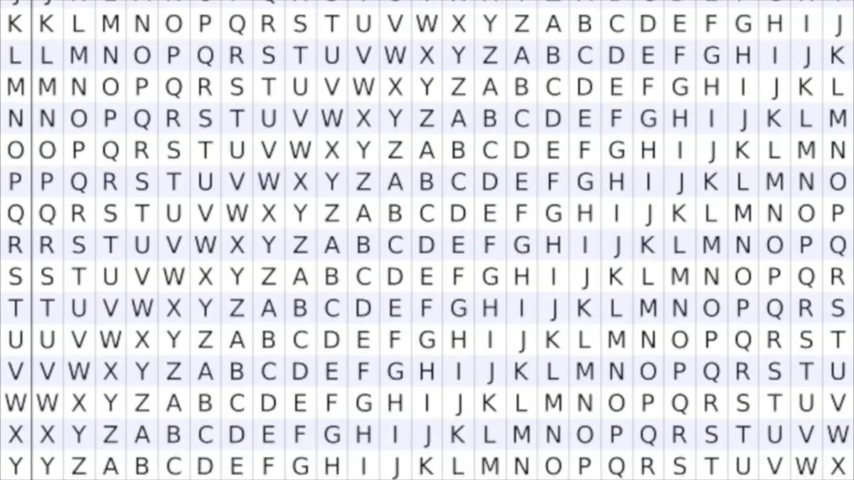 K K L M N O P Q R S T U V W X Y Z A B C D E F G H I J
L L M N O P Q R S T U V W X Y Z A B C D E F G H I J K
M M N O P Q R S T U V W X Y Z A B C D E F G H I J K L
N N O P Q R S T U V W X Y Z A B C D E F G H I J K L M
O O P Q R S T U V W X Y Z A B C D E F G H I J K L M N
P P Q R S T U V W X Y Z A B C D E F G H I J K L M N O
Q Q R S T U V W X Y Z A B C D E F G H I J K L M N O P
R R S T U V W X Y Z A B C D E F G H I J K L M N O P Q
S S T U V W X Y Z A B C D E F G H I J K L M N O P Q R
T T U V W X Y Z A B C D E F G H I J K L M N O P Q R S
U U V W X Y Z A B C D E F G H I J K L M N O P Q R S T
V V W X Y Z A B C D E F G H I J K L M N O P Q R S T U
W W X Y Z A B C D E F G H I J K L M N O P Q R S T U V
X X Y Z A B C D E F G H I J K L M N O P Q R S T U V W
Y Y Z A B C D E F G H I J K L M N O P Q R S T U V W X